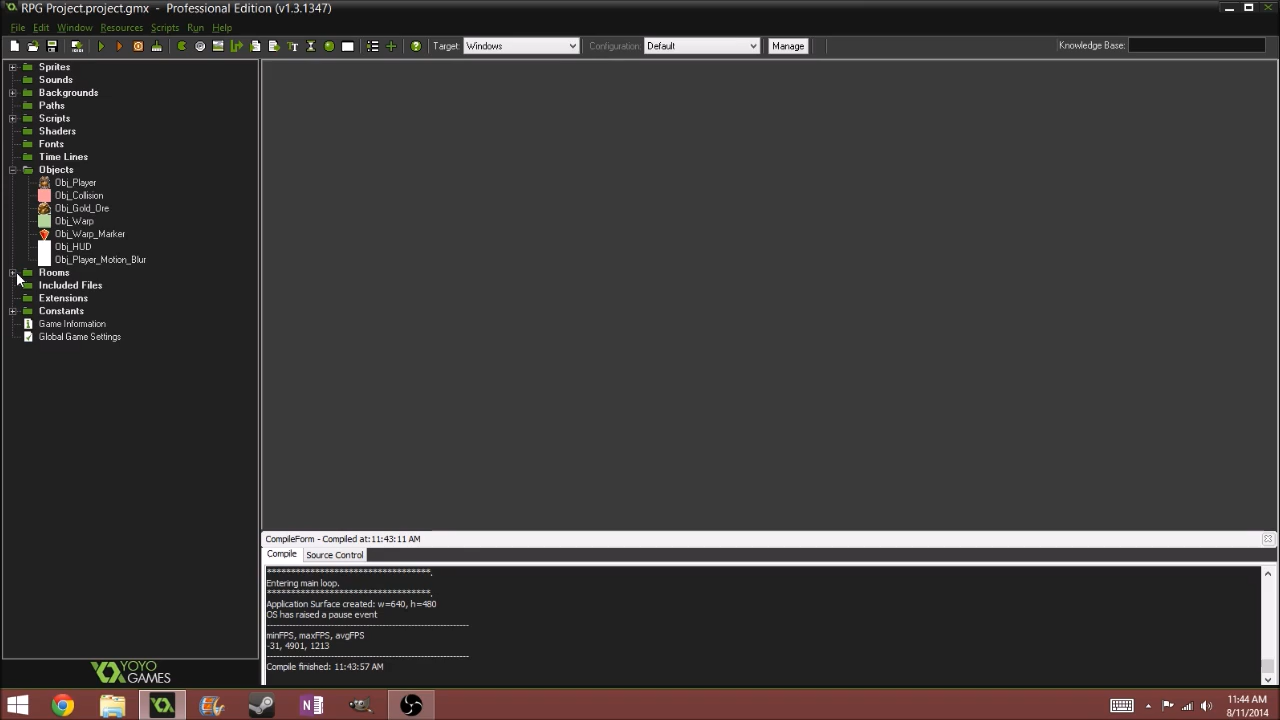 RPG Project.project.gmx - Professional Edition (v1.3.1347)
File Edit Window Resources Scripts Run Help
Target: Windows Configuration: Default Manage Knowledge Base:
Sprites
Sounds
Backgrounds
Paths
Scripts
Shaders
Fonts
Time Lines
Objects
Obj_Player
Obj_Collision
Obj_Gold_Ore
Obj_Warp
Obj_Warp_Marker
Obj_HUD
Obj_Player_Motion_Blur
Rooms
Included Files
Extensions
Constants
Game Information
Global Game Settings
YOYO
GAMES
CompileForm - Compiled at:11:43:11 AM
Compile Source Control
Entering main loop.
Application Surface created: w=640, h=480
OS has raised a pause event
minFPS, maxFPS, avgFPS
-31, 4901, 1213
Compile finished: 11:43:57 AM
11:44 AM
8/11/2014